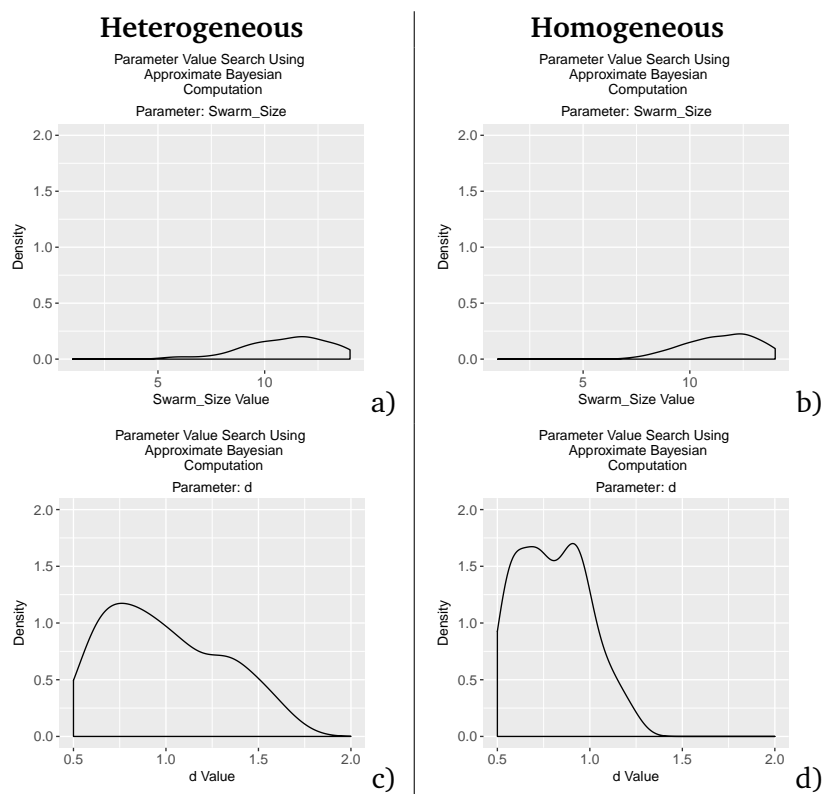 Heterogeneous
Parameter Value Search Using
Approximate Bayesian
Computation
Parameter: Swarm_Size
2.0
1.5
1.0
0.5
0.0
Density
5
10
Swarm_Size Value
a)
Homogeneous
Parameter Value Search Using
Approximate Bayesian
Computation
Parameter: Swarm_Size
2.0
1.5
1.0
0.5
0.0
Density
5
10
Swarm_Size Value
b)
Parameter Value Search Using
Approximate Bayesian
Computation
Parameter: d
2.0
1.5
1.0
0.5
0.0
Density
0.5
1.0
1.5
2.0
d Value
c)
Parameter Value Search Using
Approximate Bayesian
Computation
Parameter: d
2.0
1.5
1.0
0.5
0.0
Density
0.5
1.0
1.5
2.0
d Value
d)